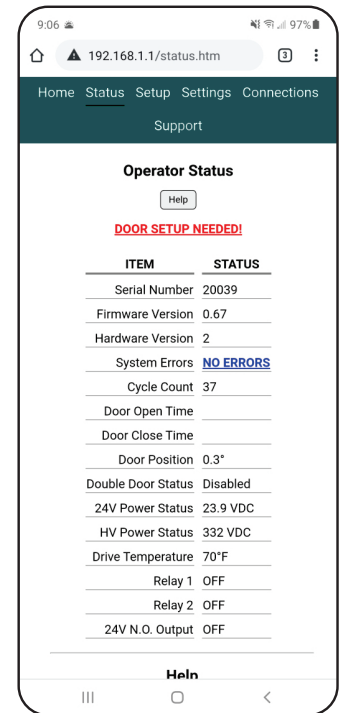 9:06 97%
192.168.1.1/status.htm 3
Home Status Setup Settings Connections
Support
Operator Status
Help
DOOR SETUP NEEDED!
ITEM STATUS
Serial Number 20039
Firmware Version 0.67
Hardware Version 2
System Errors NO ERRORS
Cycle Count 37
Door Open Time
Door Close Time
Door Position 0.3°
Double Door Status Disabled
24V Power Status 23.9 VDC
HV Power Status 332 VDC
Drive Temperature 70°F
Relay 1 OFF
Relay 2 OFF
24V N.O. Output OFF
Help